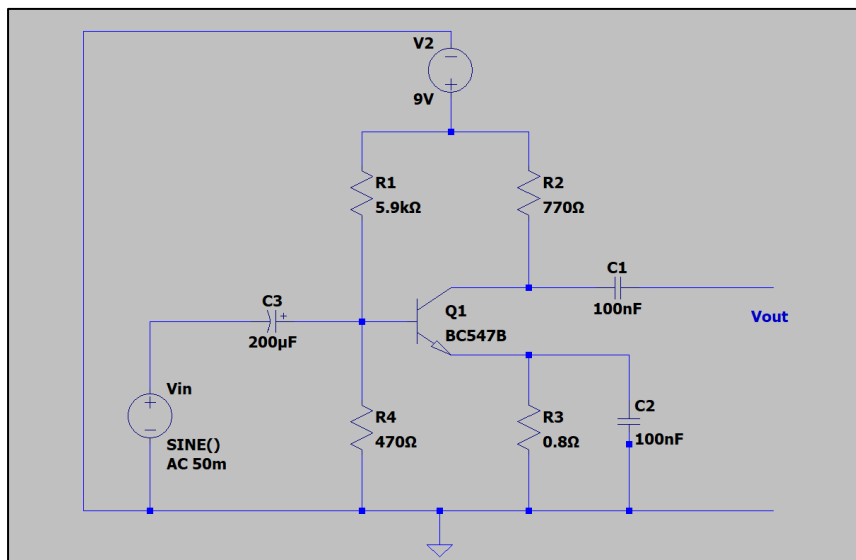 V2
9V
R1
5.9kΩ
R2
770Ω
C1
100nF
Vout
C3
200µF
Q1
BC547B
Vin
SINE()
AC 50m
R4
470Ω
R3
0.8Ω
C2
100nF